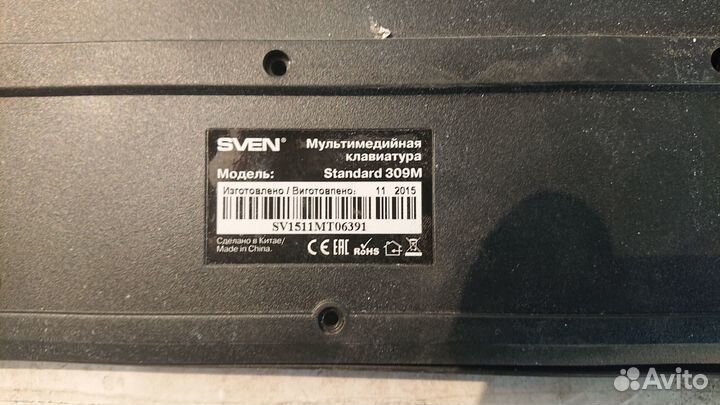 SVEN®
Мультимедийная
клавиатура
Модель: Standard 309M
Изготовлено / Виготовлено: 11 2015
SV1511MT06391
Сделано в Китае/
Made in China.
CE EAC RoHS
Avito